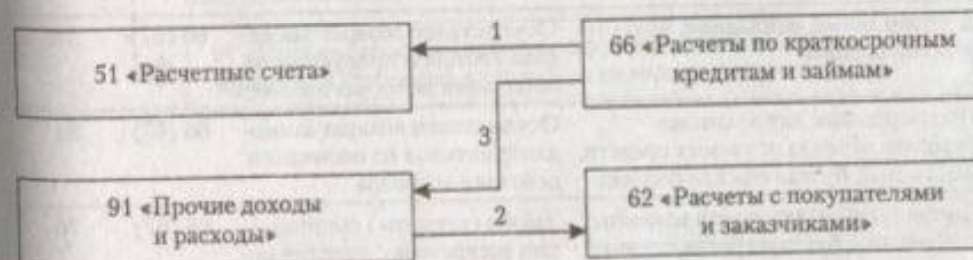 1
51 «Расчетные счета»
66 «Расчеты по краткосрочным
кредитам и займам»
3
91 «Прочие доходы
и расходы»
2
62 «Расчеты с покупателями
и заказчиками»